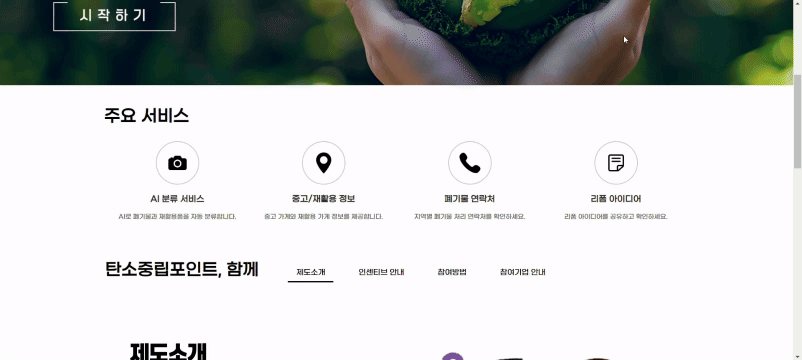 시작하기
주요 서비스
AI 분류 서비스
중고/재활용 정보
폐기물 연락처
리폼 아이디어
AI로 폐기물과 재활용품을 자동 분류합니다.
중고 가게와 재활용 가게 정보를 제공합니다.
지역별 폐기물 처리 연락처를 확인하세요.
리폼 아이디어를 공유하고 확인하세요.
탄소중립포인트, 함께
제도소개
인센티브 안내
참여방법
참여기업 안내
제도소개